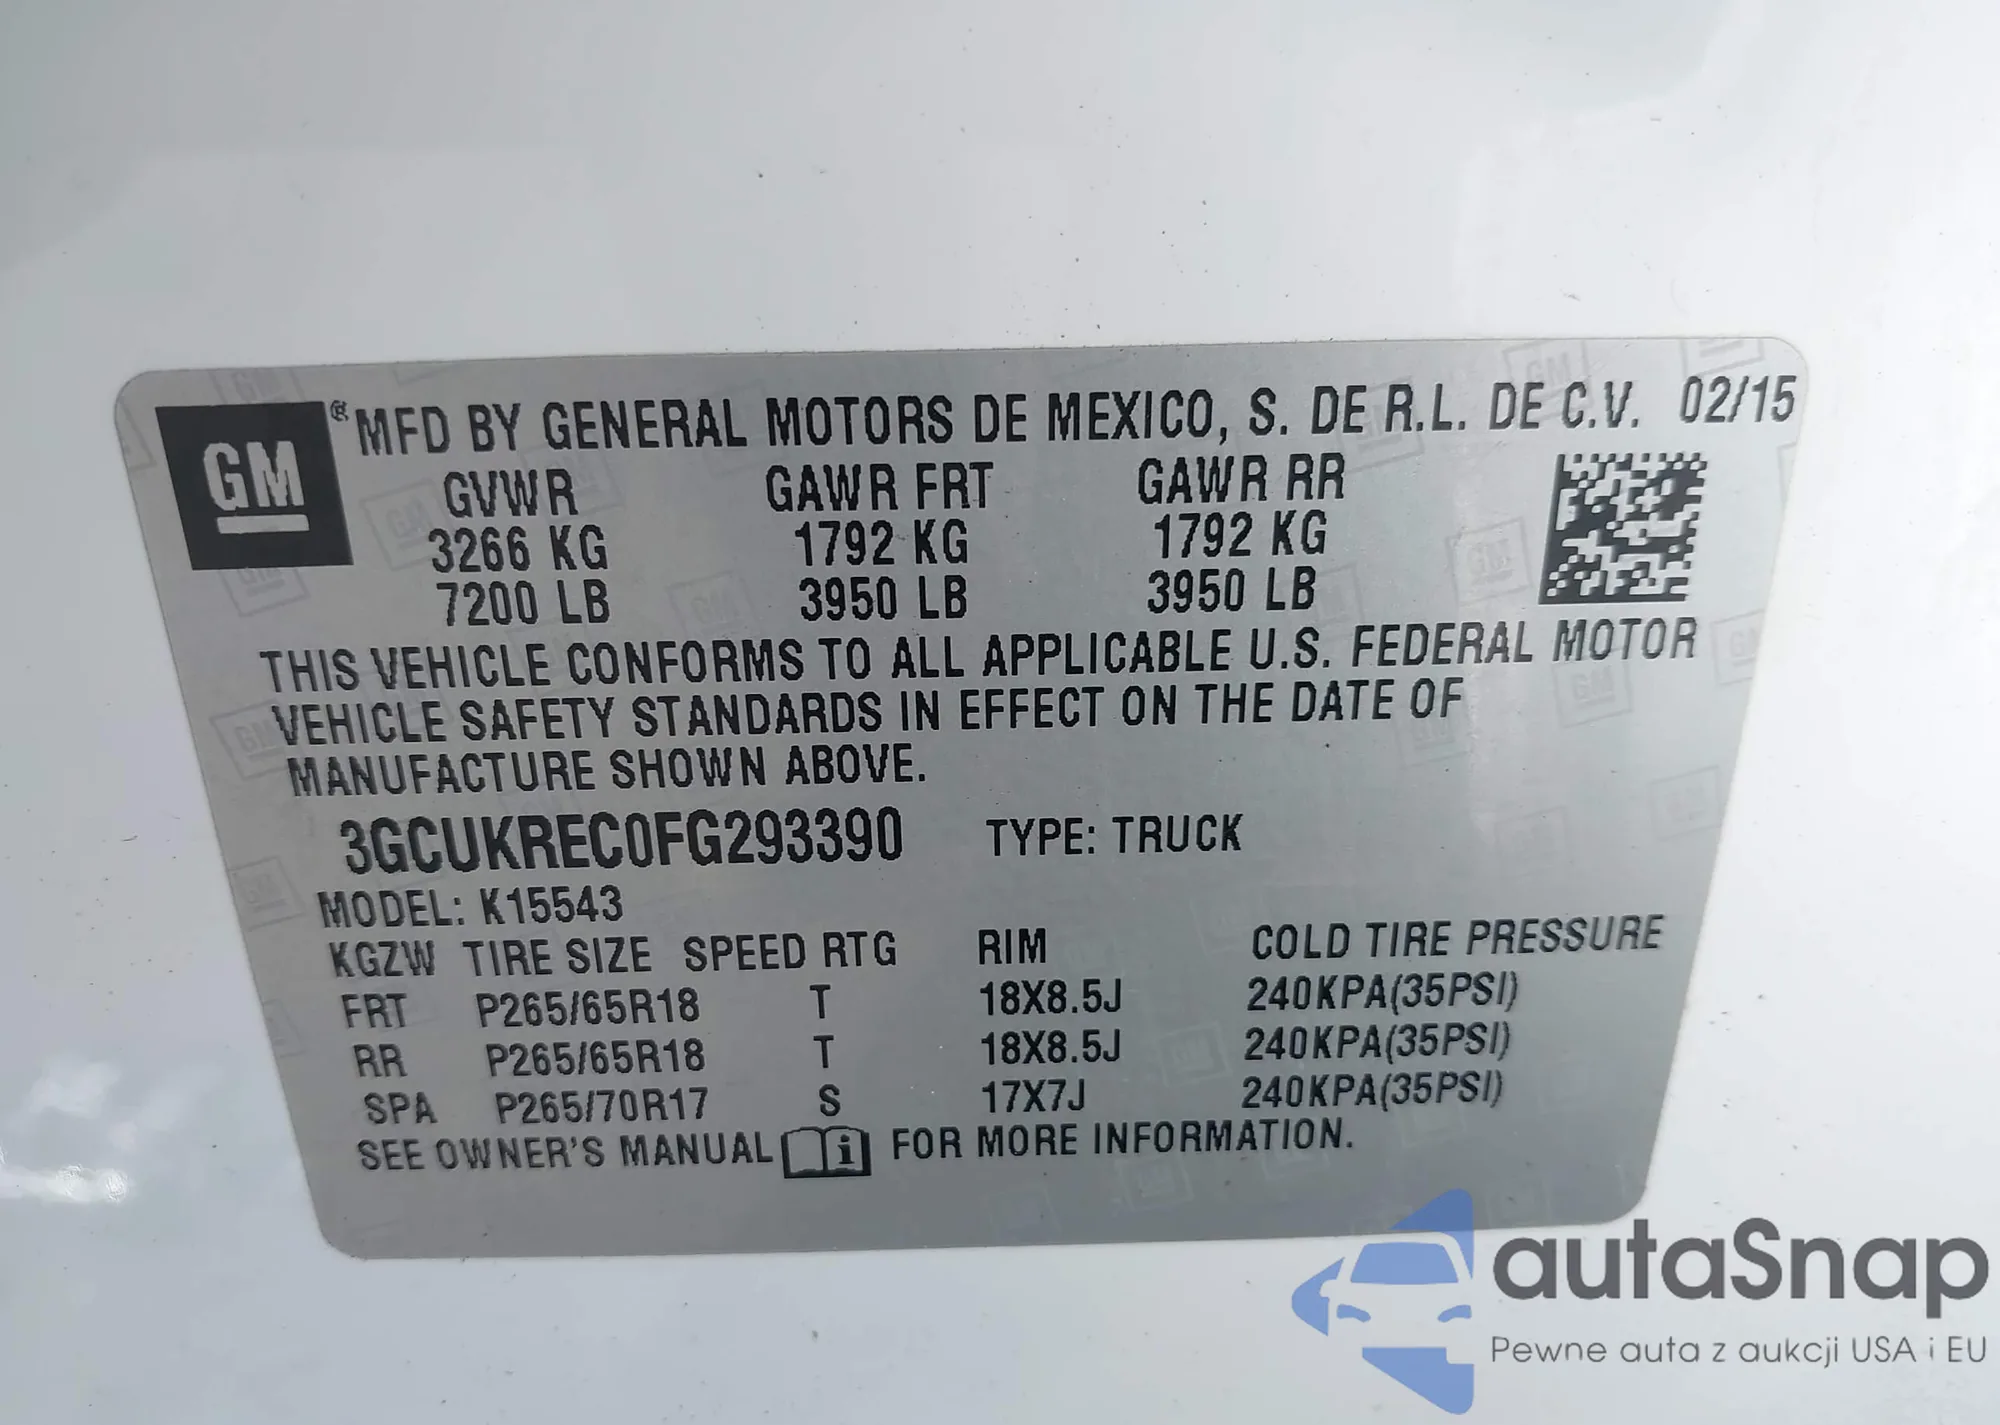 GM
® MFD BY GENERAL MOTORS DE MEXICO, S. DE R.L. DE C.V. 02/15
GVWR GAWR FRT GAWR RR
3266 KG 1792 KG 1792 KG
7200 LB 3950 LB 3950 LB
THIS VEHICLE CONFORMS TO ALL APPLICABLE U.S. FEDERAL MOTOR
VEHICLE SAFETY STANDARDS IN EFFECT ON THE DATE OF
MANUFACTURE SHOWN ABOVE.
3GCUKREC0FG293390 TYPE: TRUCK
MODEL: K15543
KGZW TIRE SIZE SPEED RTG RIM COLD TIRE PRESSURE
FRT P265/65R18 T 18X8.5J 240KPA(35PSI)
RR P265/65R18 T 18X8.5J 240KPA(35PSI)
SPA P265/70R17 S 17X7J 240KPA(35PSI)
SEE OWNER'S MANUAL i FOR MORE INFORMATION.
autaSnap
Pewne auta z aukcji USA i EU